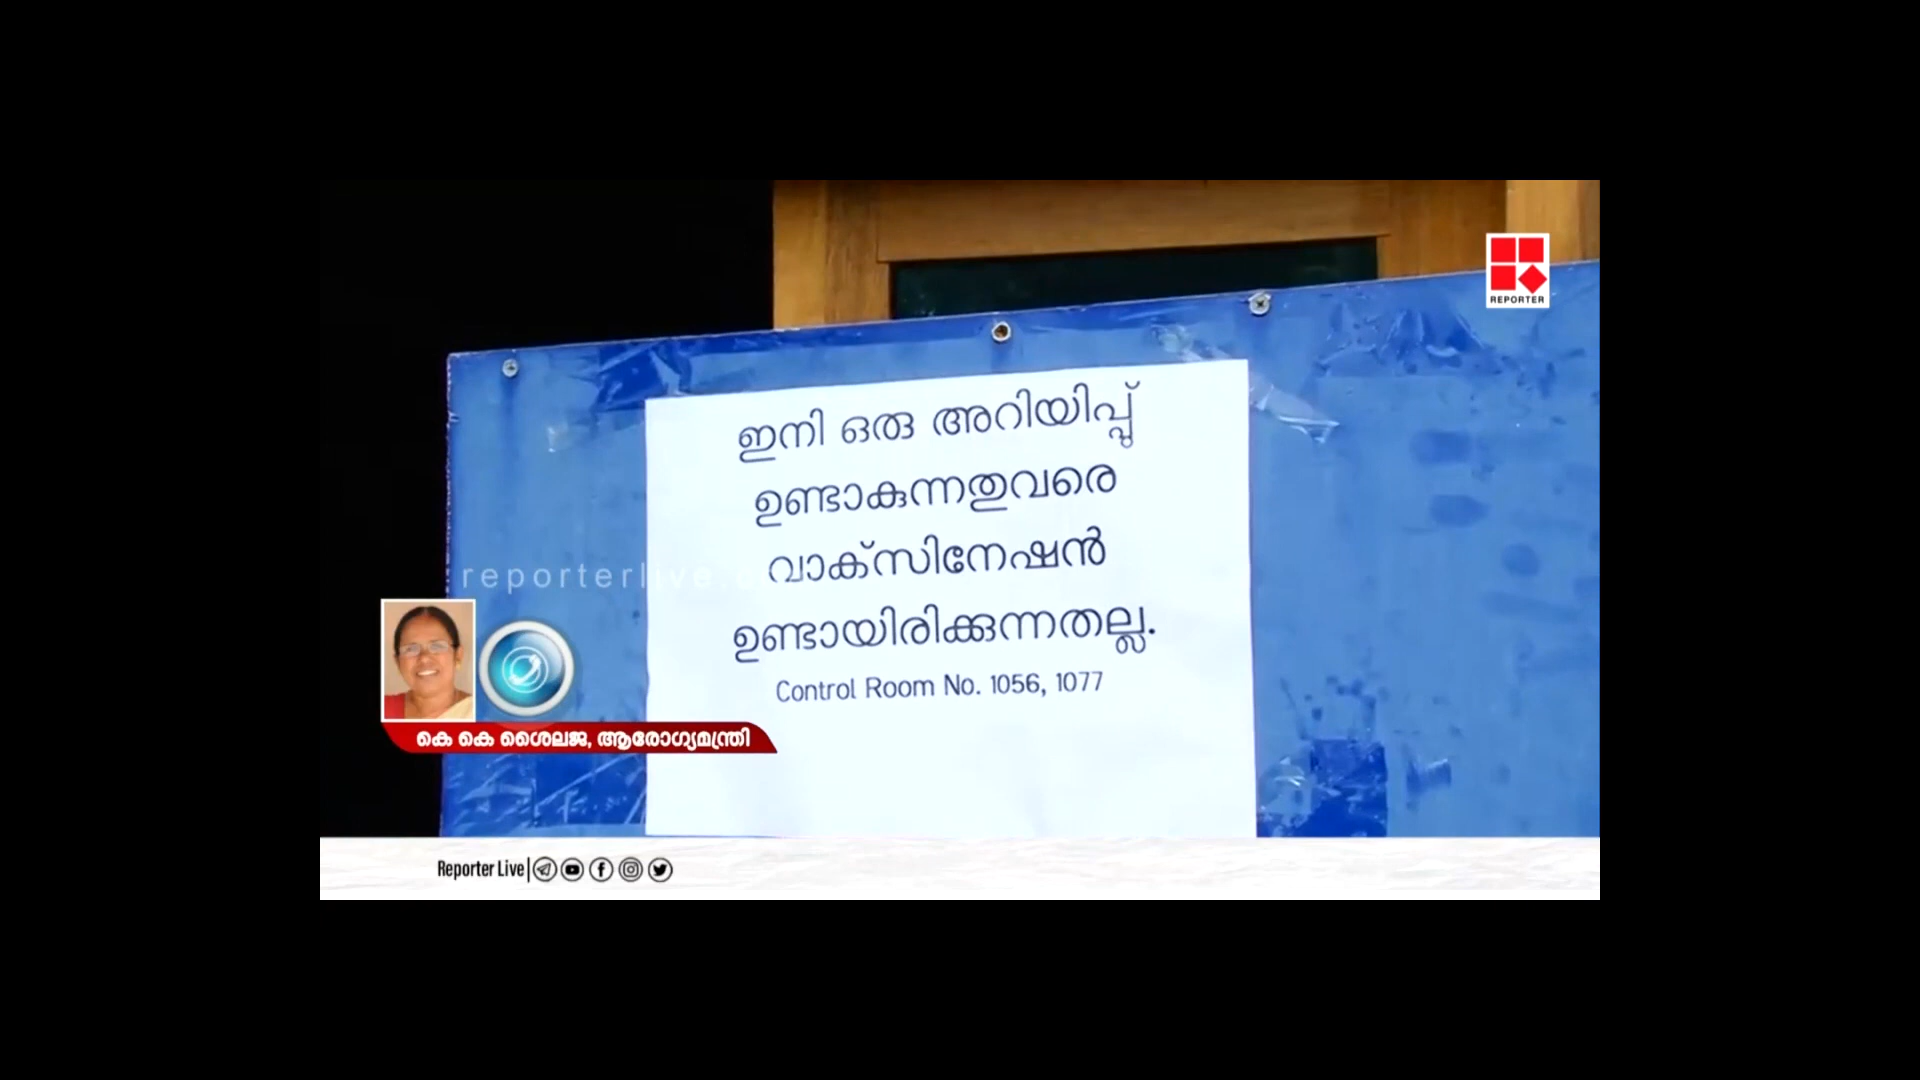 REPORTER
ഇനി ഒരു അറിയിപ്പ്
ഉണ്ടാകുന്നതുവരെ
വാക്സിനേഷൻ
ഉണ്ടായിരിക്കുന്നതല്ല.
Control Room No. 1056, 1077
reporterlive.
കെ കെ ശൈലജ, ആരോഗ്യമന്ത്രി
Reporter Live